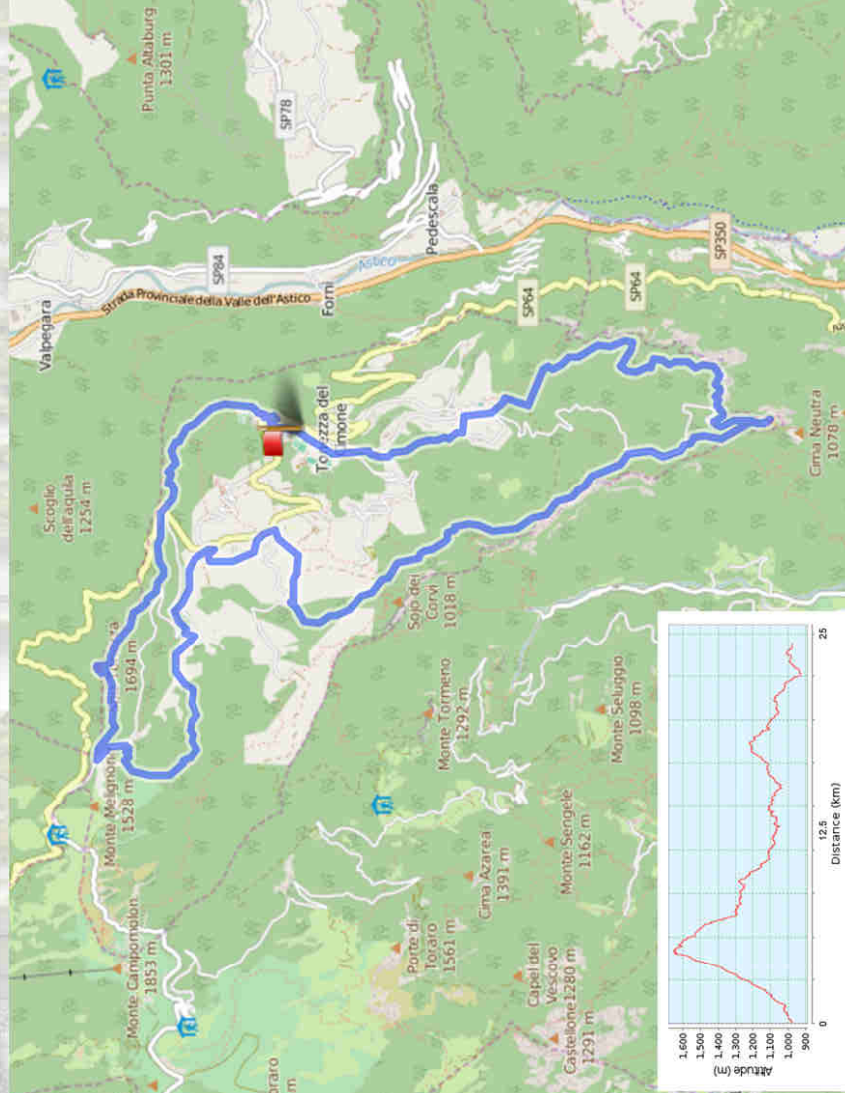 Scoglio
dell'aquila
1254 m
Valpegara
Punta Altaburg
1301 m
Monte Melignon
1528 m
Monte Campomolon
1853 m
1694 m
Strada Provinciale della Valle dell'Astico
SP84
SP78
Forni
del
Astico
Pedescala
Sojo dei
Corvi
1018 m
Porte di
Toraro
1561 m
Monte Tormeno
1292 m
Cima Azarea
1391 m
Capel del
Vescovo
1280 m
Castellone
1291 m
Monte Sengele
1162 m
Monte Seluggio
1098 m
SP64
SP64
SP350
Cima Neutra
1078 m
Altitude (m)
1,600
1,500
1,400
1,300
1,200
1,100
1,000
900
0
12.5
25
Distance (km)